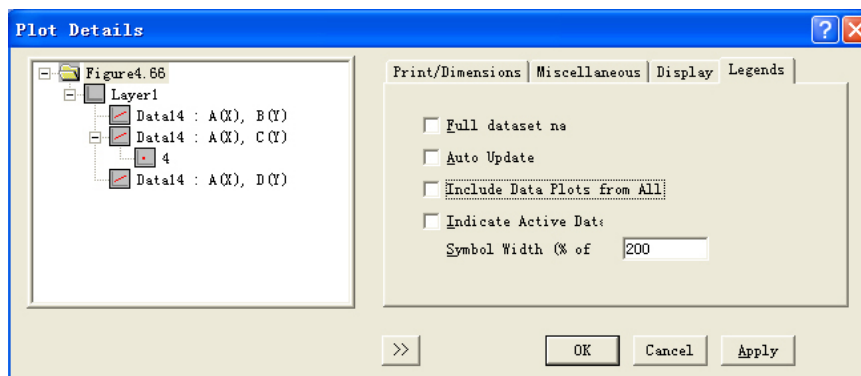 Plot Details
Figure4.66
Layer1
Data14 : A(X), B(Y)
Data14 : A(X), C(Y)
4
Data14 : A(X), D(Y)
Print/Dimensions Miscellaneous Display Legends
Full dataset na
Auto Update
Include Data Plots from All
Indicate Active Dat
Symbol Width (% of 200
>> OK Cancel Apply